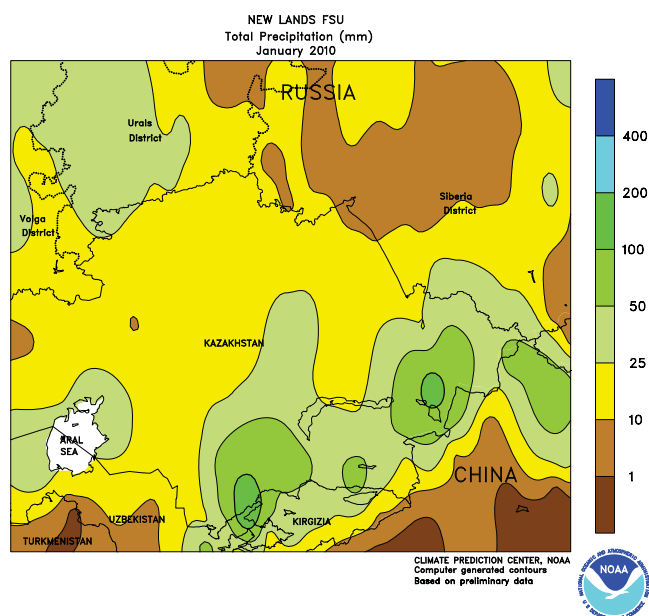 NEW LANDS FSU
Total Precipitation (mm)
January 2010
RUSSIA
Urals
District
Siberia
District
Volga
District
KAZAKHSTAN
ARAL
SEA
CHINA
UZBEKISTAN
KIRGIZIA
TURKMENISTAN
400
200
100
50
25
10
1
CLIMATE PREDICTION CENTER, NOAA
Computer generated contours
Based on preliminary data
NOAA